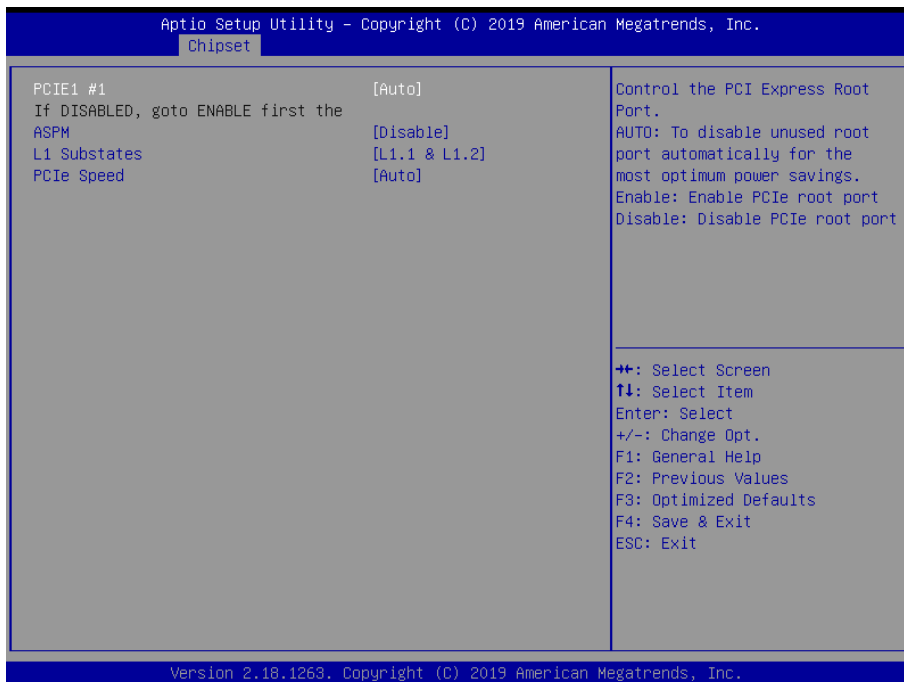 Aptio Setup Utility – Copyright (C) 2019 American Megatrends, Inc.
Chipset
PCIE1 #1 [Auto]
If DISABLED, goto ENABLE first the
ASPM [Disable]
L1 Substates [L1.1 & L1.2]
PCIe Speed [Auto]
Control the PCI Express Root
Port.
AUTO: To disable unused root
port automatically for the
most optimum power savings.
Enable: Enable PCIe root port
Disable: Disable PCIe root port
→←: Select Screen
↑↓: Select Item
Enter: Select
+/-: Change Opt.
F1: General Help
F2: Previous Values
F3: Optimized Defaults
F4: Save & Exit
ESC: Exit
Version 2.18.1263. Copyright (C) 2019 American Megatrends, Inc.